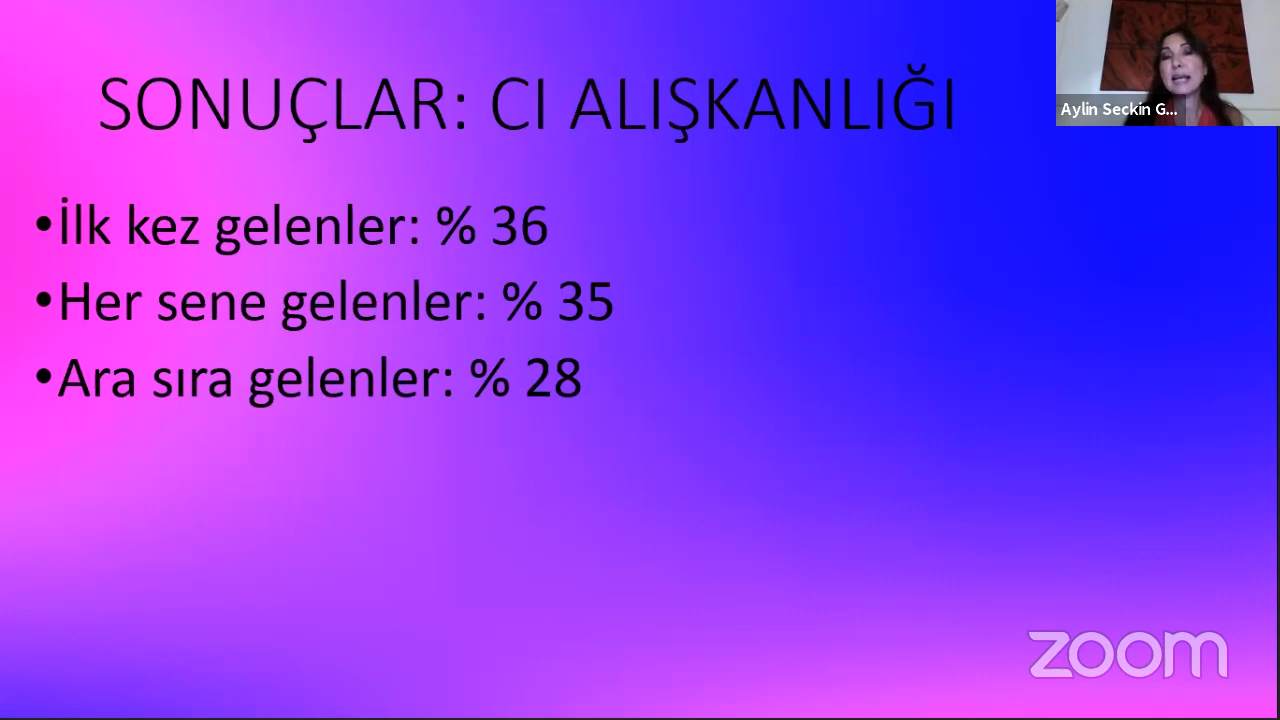 SONUÇLAR: CI ALIŞKANLIĞI
Aylin Seckin G...
•İlk kez gelenler: % 36
•Her sene gelenler: % 35
•Ara sıra gelenler: % 28
zoom